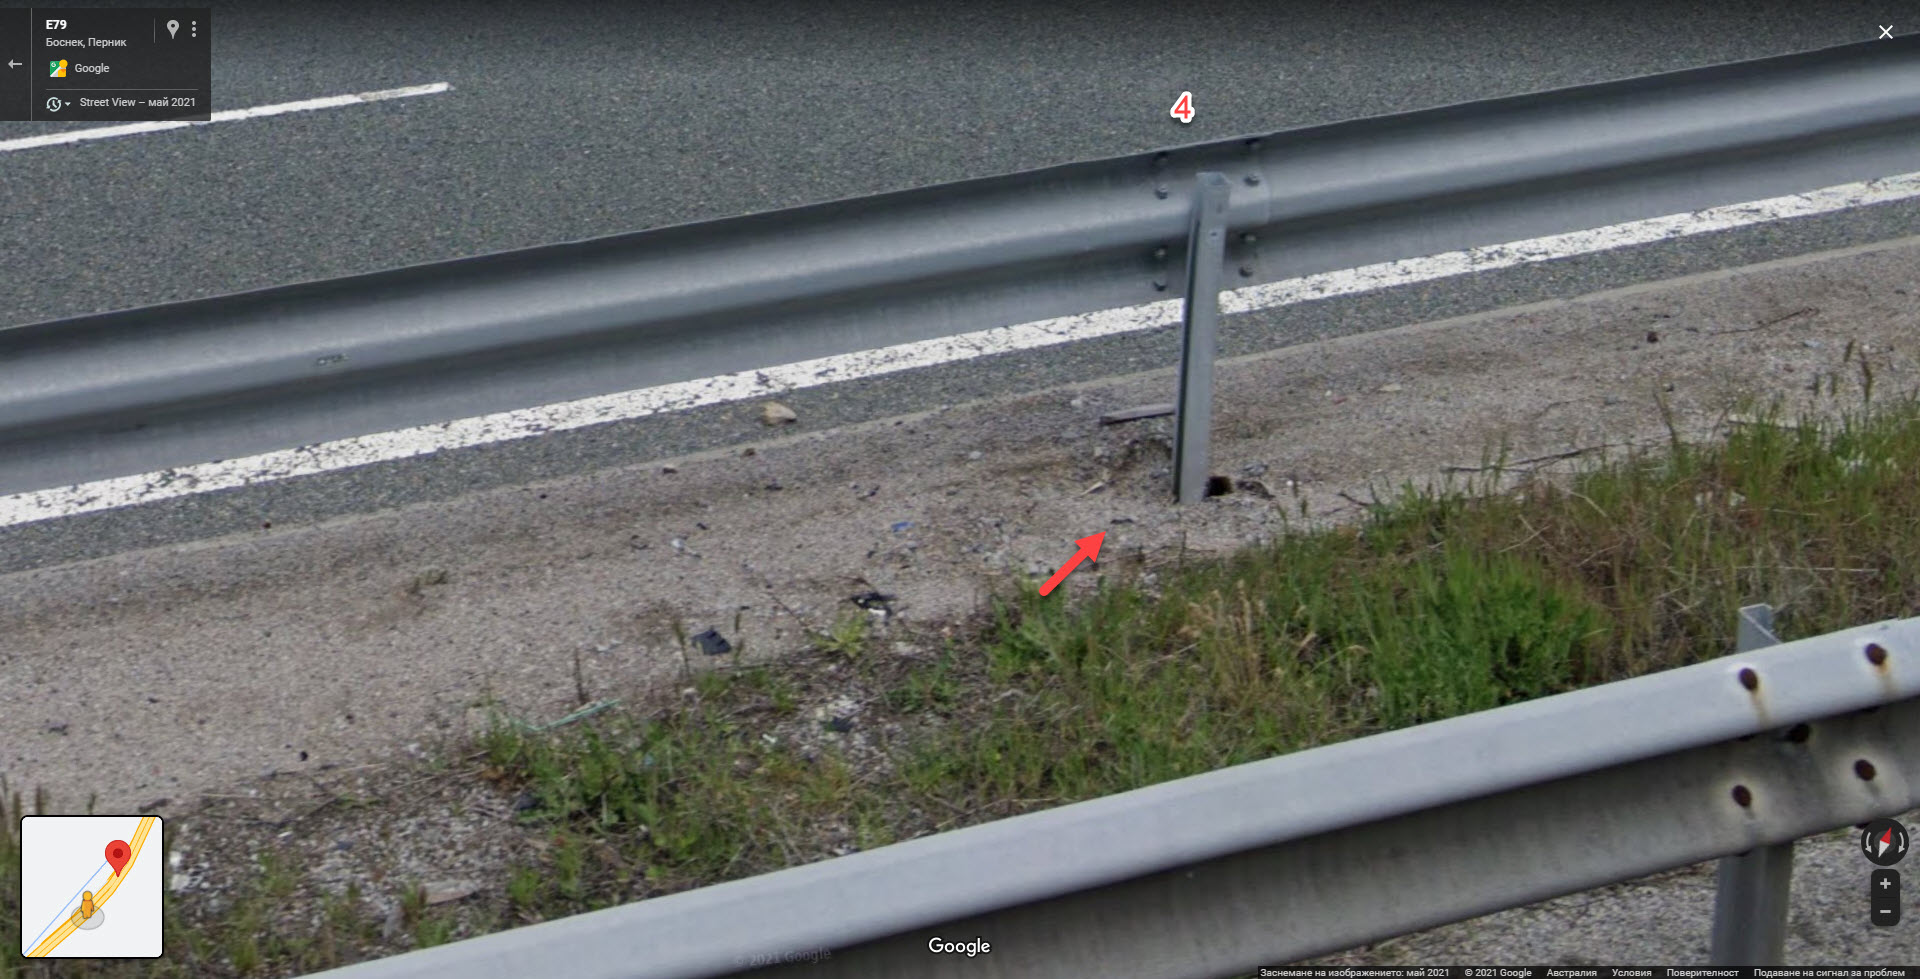 E79
Боснек, Перник
Google
Street View – май 2021
4
© 2021 Google
Google
Заснемане на изображението: май 2021 © 2021 Google Австралия Условия Поверителност Подаване на сигнал за проблем